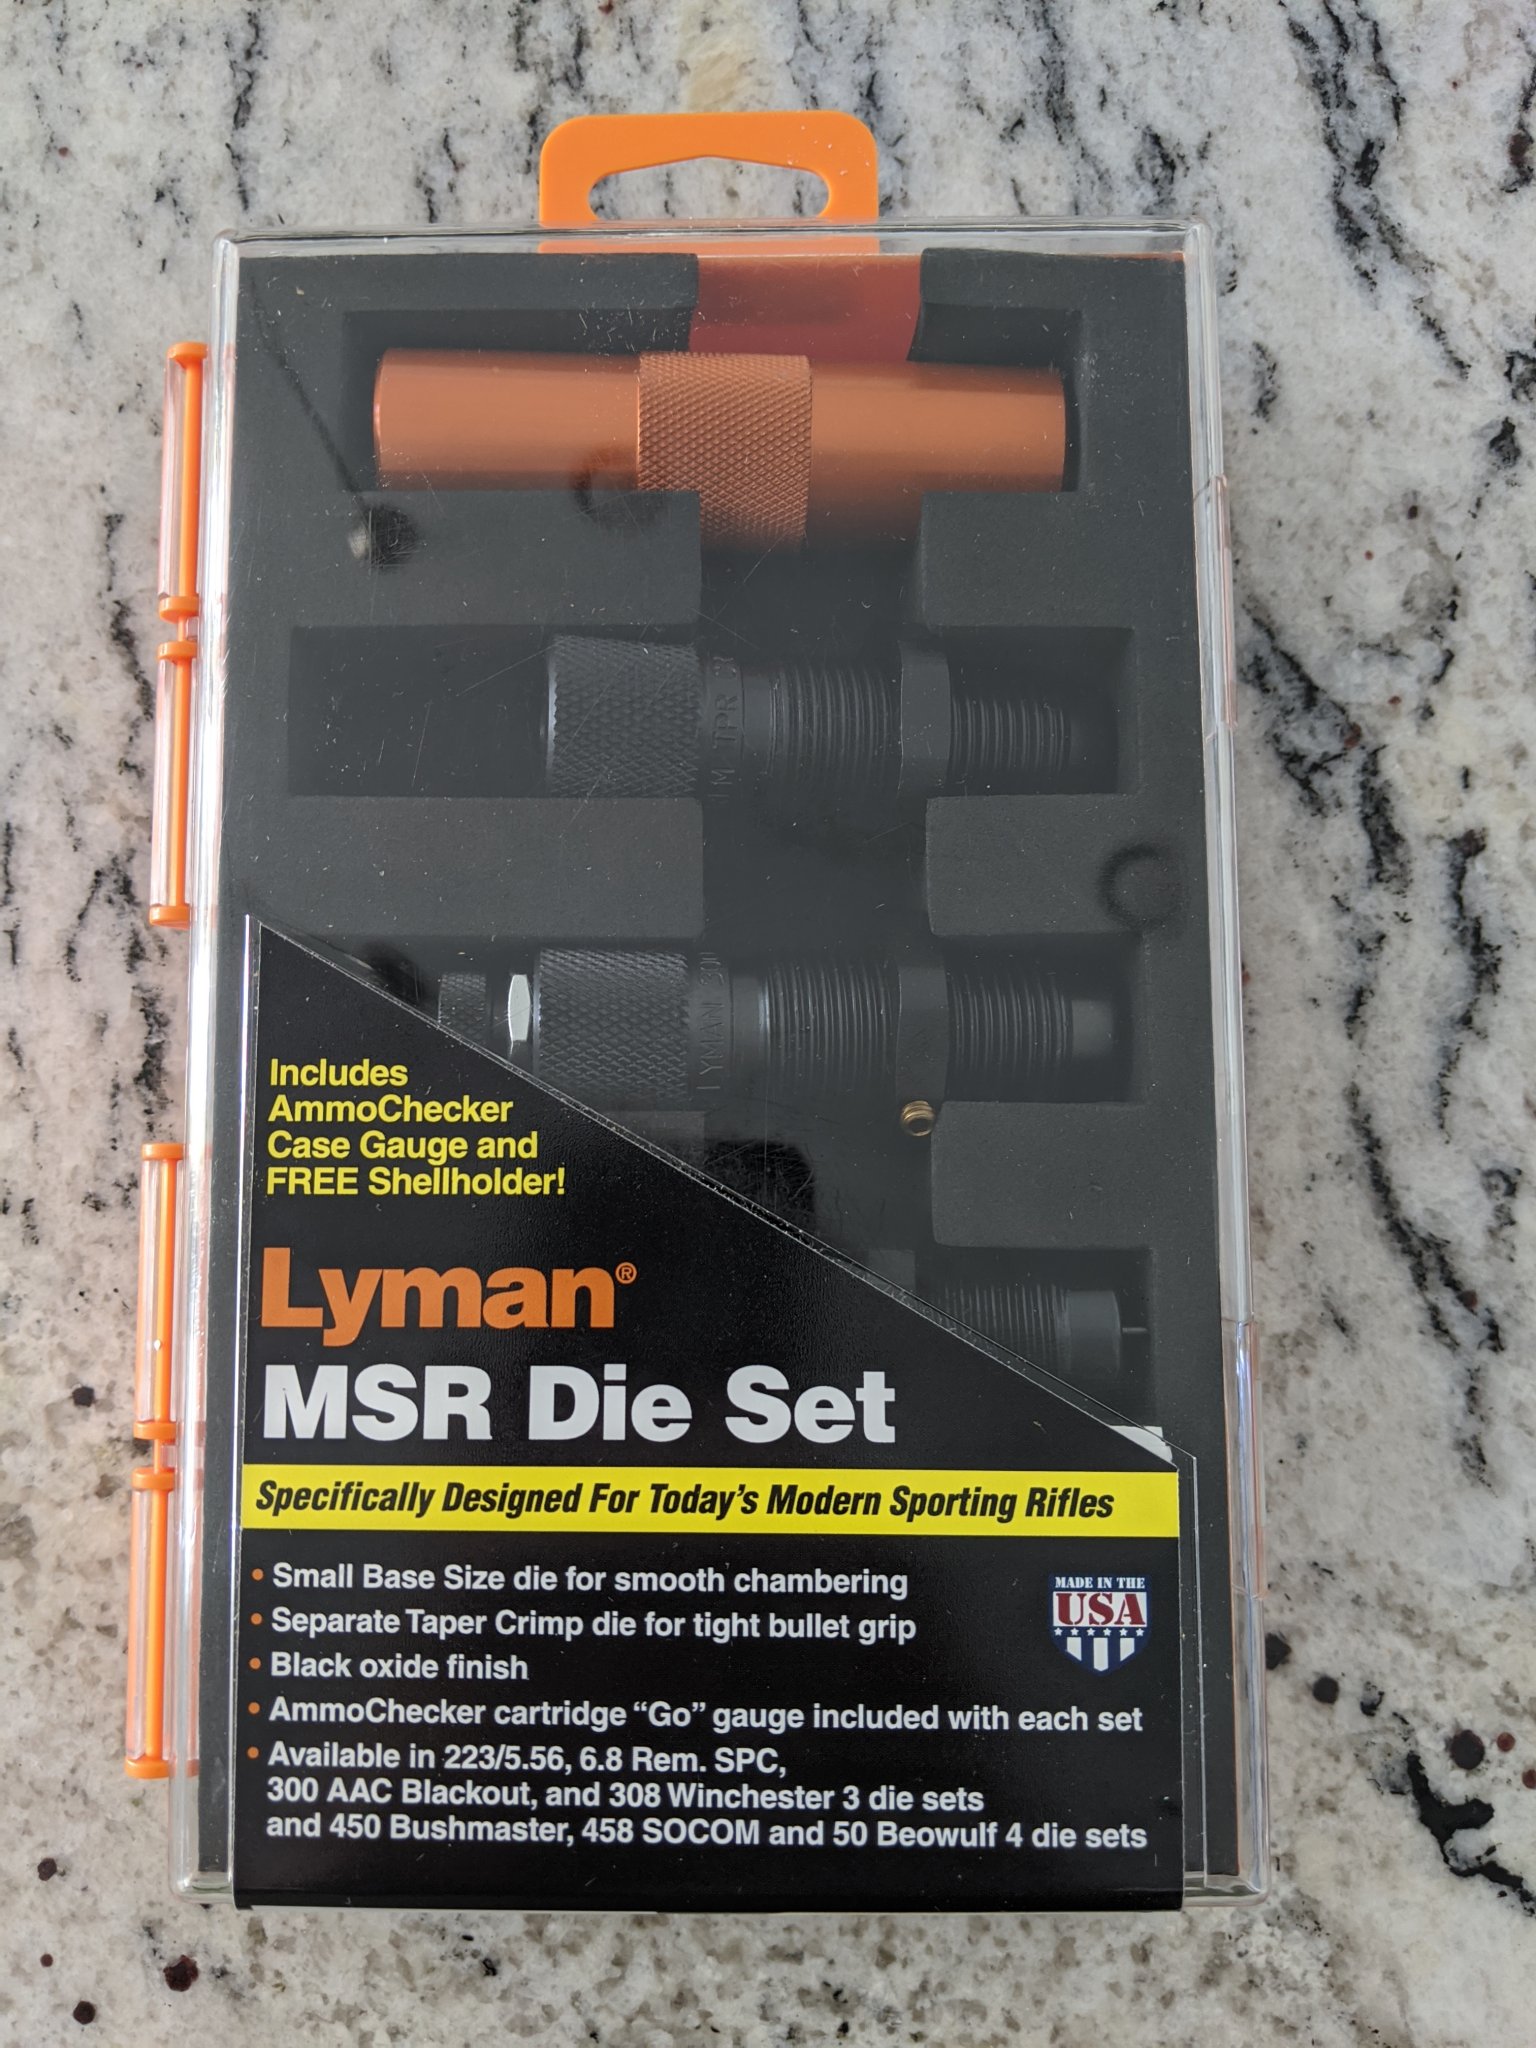 TPR
LYMAN
Includes
AmmoChecker
Case Gauge and
FREE Shellholder!
Lyman®
MSR Die Set
Specifically Designed For Today's Modern Sporting Rifles
• Small Base Size die for smooth chambering
• Separate Taper Crimp die for tight bullet grip
• Black oxide finish
• AmmoChecker cartridge “Go” gauge included with each set
• Available in 223/5.56, 6.8 Rem. SPC,
300 AAC Blackout, and 308 Winchester 3 die sets
and 450 Bushmaster, 458 SOCOM and 50 Beowulf 4 die sets
MADE IN THE
USA